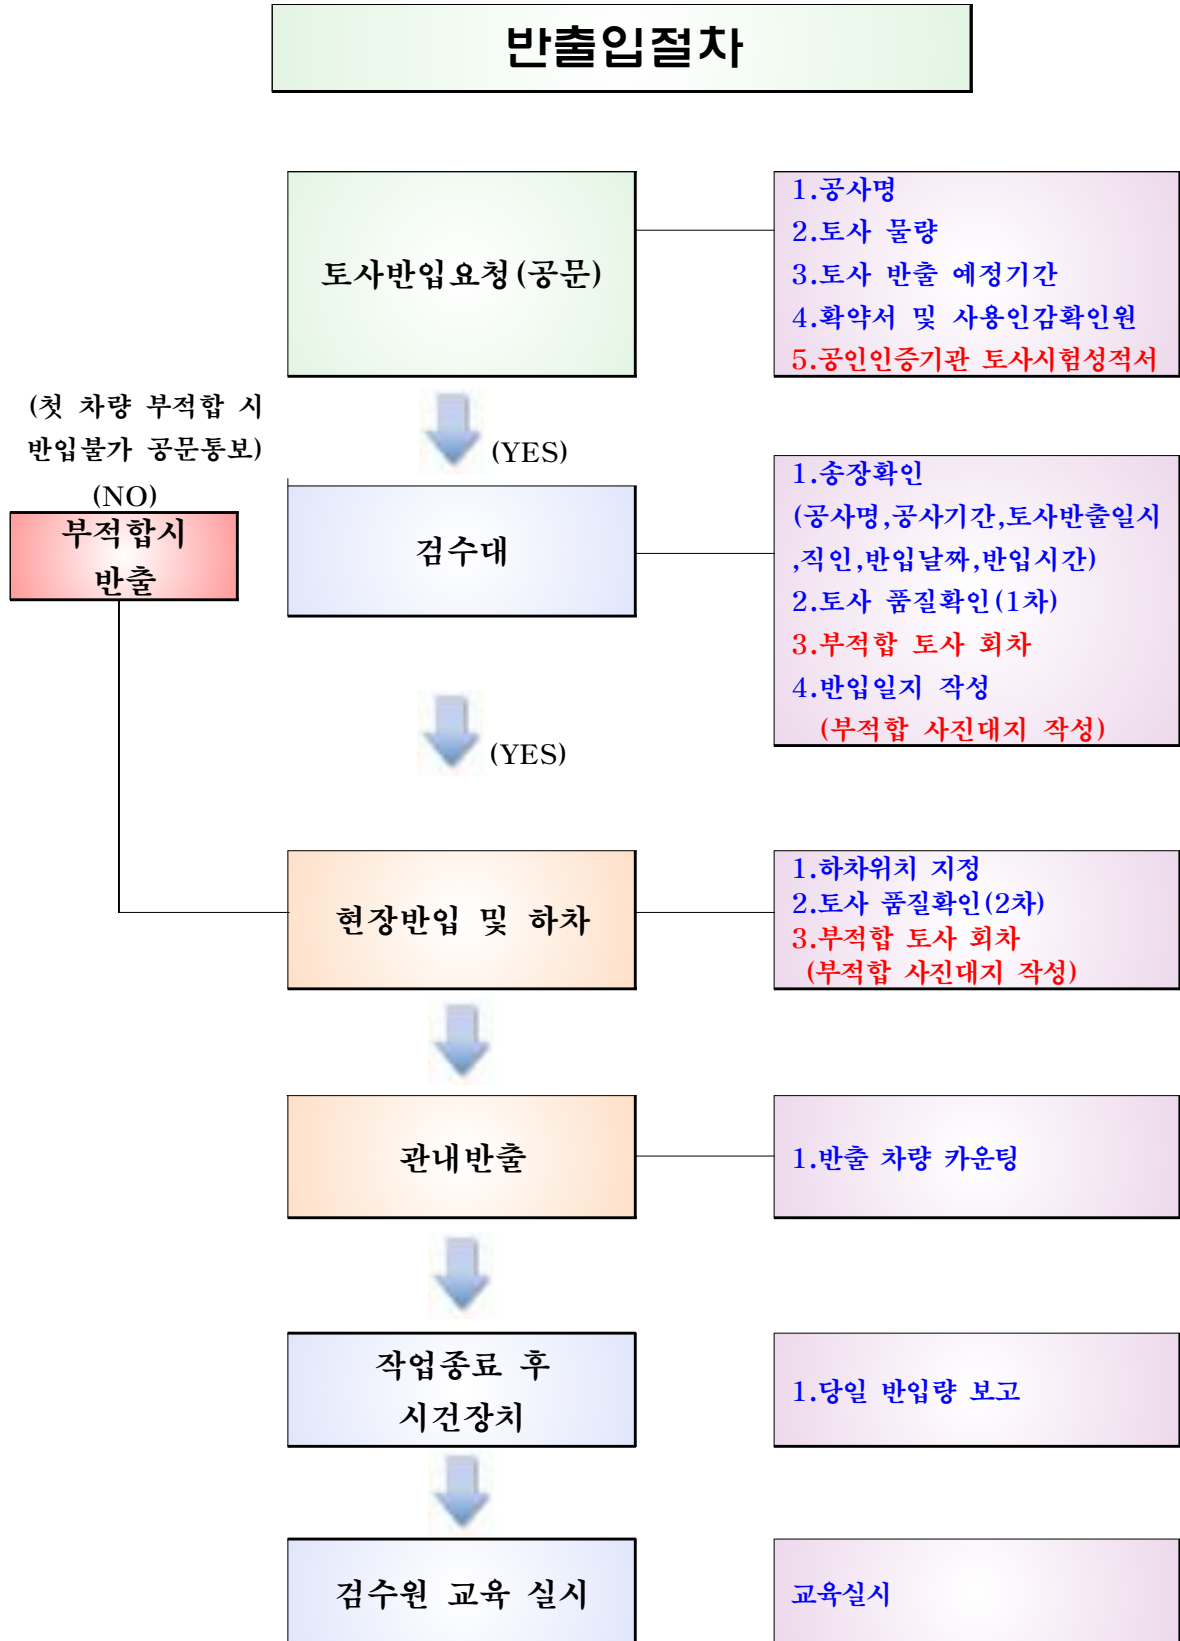 반출입절차
토사반입요청(공문)
1.공사명
2.토사 물량
3.토사 반출 예정기간
4.확약서 및 사용인감확인원
5.공인인증기관 토사시험성적서
(첫 차량 부적합 시
반입불가 공문통보)
(NO)
부적합시
반출
(YES)
검수대
1.송장확인
(공사명,공사기간,토사반출일시
,직인,반입날짜,반입시간)
2.토사 품질확인(1차)
3.부적합 토사 회차
4.반입일지 작성
(부적합 사진대지 작성)
(YES)
현장반입 및 하차
1.하차위치 지정
2.토사 품질확인(2차)
3.부적합 토사 회차
(부적합 사진대지 작성)
관내반출
1.반출 차량 카운팅
작업종료 후
시건장치
1.당일 반입량 보고
검수원 교육 실시
교육실시